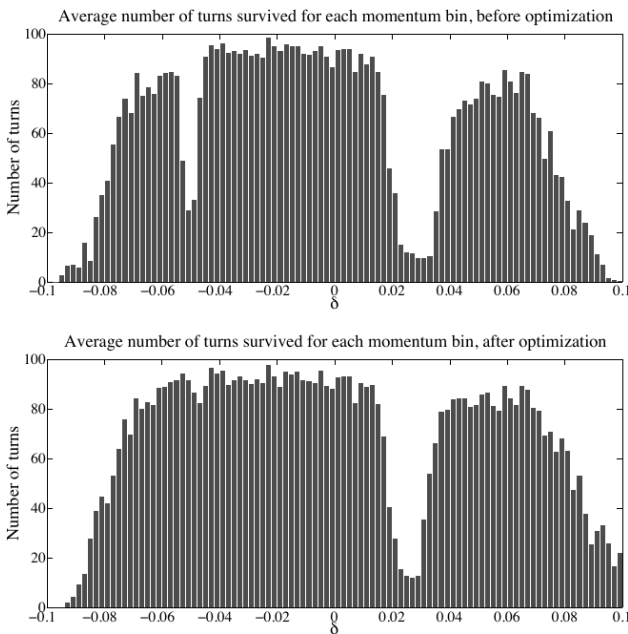 Average number of turns survived for each momentum bin, before optimization
100
80
60
40
20
0
Number of turns
−0.1 −0.08 −0.06 −0.04 −0.02 0 0.02 0.04 0.06 0.08 0.1
δ
Average number of turns survived for each momentum bin, after optimization
100
80
60
40
20
0
Number of turns
−0.1 −0.08 −0.06 −0.04 −0.02 0 0.02 0.04 0.06 0.08 0.1
δ